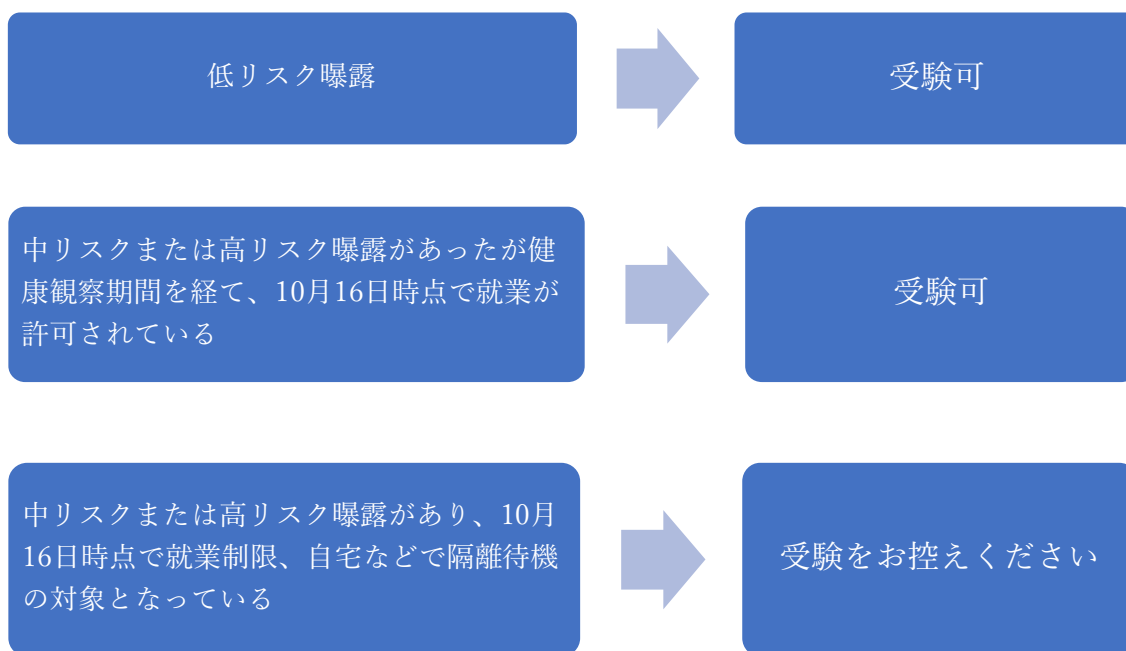 低リスク曝露
受験可
中リスクまたは高リスク曝露があったが健
康観察期間を経て、10月16日時点で就業が
許可されている
受験可
中リスクまたは高リスク曝露があり、10月
16日時点で就業制限、自宅などで隔離待機
の対象となっている
受験をお控えください